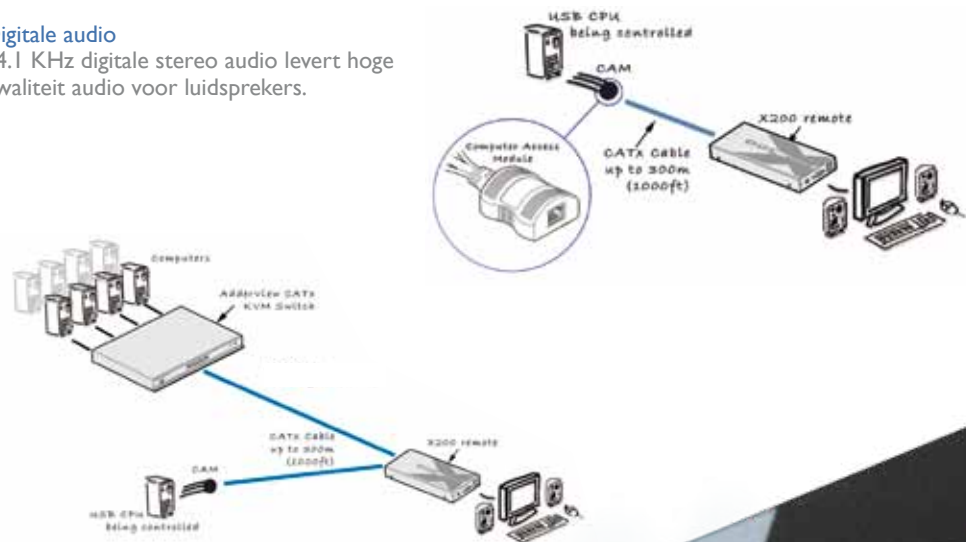 igitale audio
4.1 KHz digitale stereo audio levert hoge
waliteit audio voor luidsprekers.
USB CPU
being controlled
CAM
X200 remote
Computer Access
Module
CATx Cable
up to 300m
(1000ft)
Computers
Adderview CATx
KVM Switch
CATx Cable
up to 300m
(1000ft)
X200 remote
CAM
USB CPU
being controlled